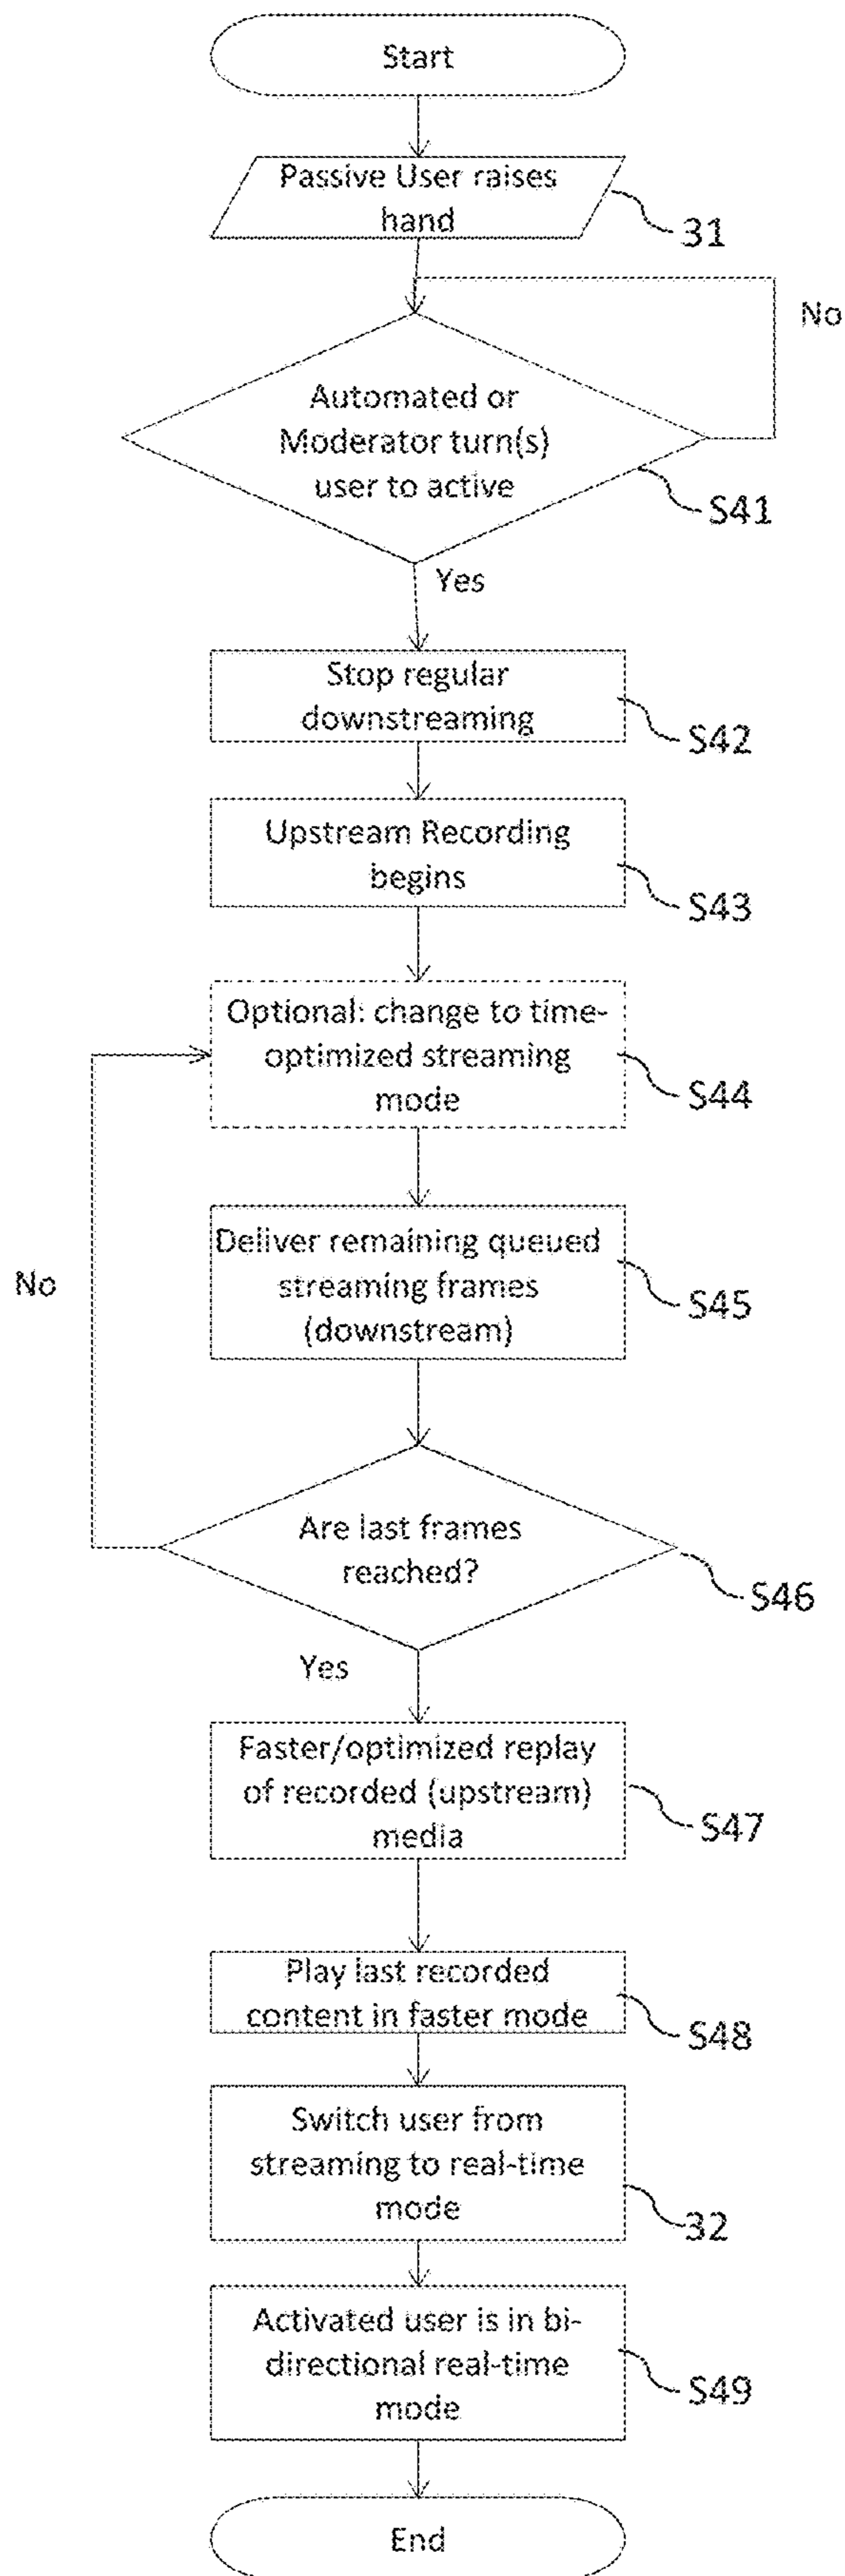 Start
Passive User raises
hand
31
No
Automated or
Moderator turn(s)
user to active
S41
Yes
Stop regular
downstreaming
S42
Upstream Recording
begins
S43
Optional: change to time-
optimized streaming
mode
S44
Deliver remaining queued
streaming frames
(downstream)
S45
No
Are last frames
reached?
S46
Yes
Faster/optimized replay
of recorded (upstream)
media
S47
Play last recorded
content in faster mode
S48
Switch user from
streaming to real-time
mode
32
Activated user is in bi-
directional real-time
mode
S49
End